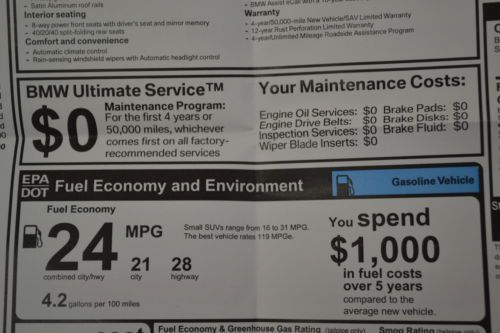 - Satin Aluminum roof rails
Interior seating
- 8-way power front seats with driver's seat and mirror memory
- 40/20/40 split-folding rear seats
Comfort and convenience
- Automatic climate control
- Rain-sensing windshield wipers with Automatic headlight control
- BMW Assist eCall with a
Warranty
- 4-year/50,000-mile New Vehicle/SAV Limited Warranty
- 12-year Rust Perforation Limited Warranty
- 4-year/Unlimited Mileage Roadside Assistance Program
BMW Ultimate Service™
$0
Maintenance Program:
For the first 4 years or
50,000 miles, whichever
comes first on all factory-
recommended services
Your Maintenance Costs:
Engine Oil Services: $0 Brake Pads: $0
Engine Drive Belts: $0 Brake Disks: $0
Inspection Services: $0 Brake Fluid: $0
Wiper Blade Inserts: $0
EPA
DOT
Fuel Economy and Environment
Gasoline Vehicle
Fuel Economy
24 MPG
combined city/hwy
21
city
28
highway
4.2 gallons per 100 miles
Small SUVs range from 16 to 31 MPG.
The best vehicle rates 119 MPGe.
You spend
$1,000
in fuel costs
over 5 years
compared to the
average new vehicle.
Fuel Economy & Greenhouse Gas Rating (tailpipe only)
Smog Rating (tailpipe only)